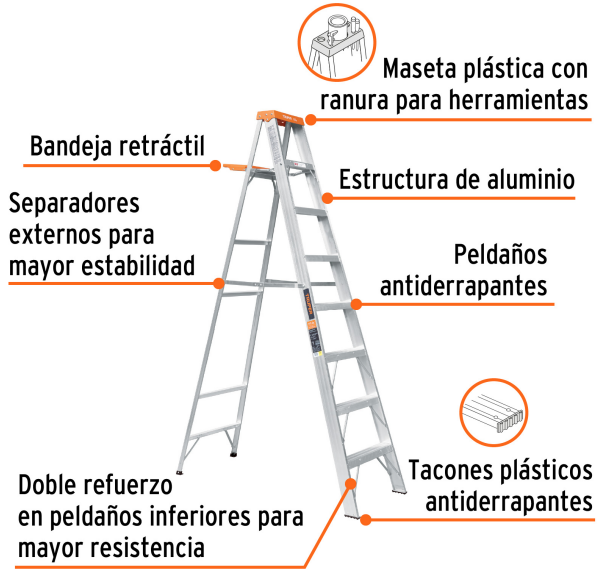 Maseta plástica con
ranura para herramientas
Bandeja retráctil
Estructura de aluminio
Separadores
externos para
mayor estabilidad
Peldaños
antiderrapantes
Tacones plásticos
antiderrapantes
Doble refuerzo
en peldaños inferiores para
mayor resistencia